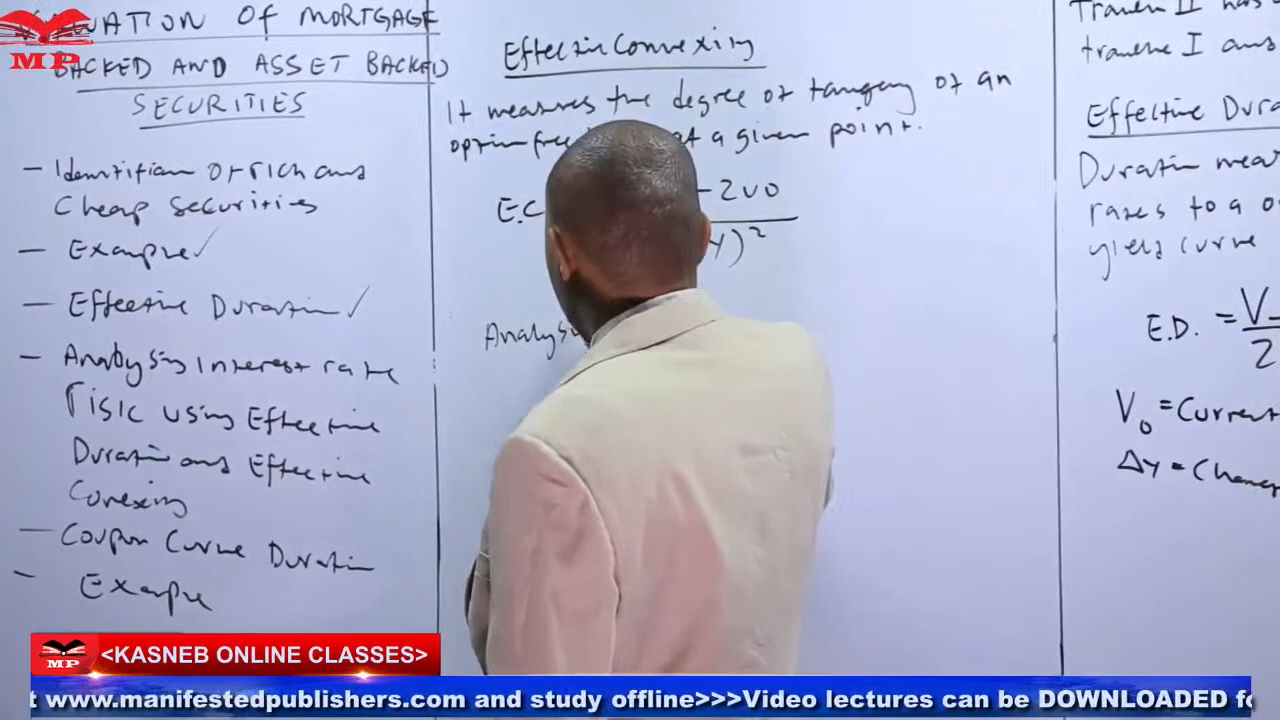 VALUATION OF MORTGAGE
BACKED AND ASSET BACKED
SECURITIES
- Identification of rich and
Cheap Securities
- Example ✓
- Effective Duration ✓
- Analysing Interest rate
risk using Effective
Duration and Effective
Convexity
- Coupon Curve Duration
- Example
Effective Convexity
It measures the degree of tangency of an
option free at a given point.
E.C
- 2V0
Y)²
Analysi
Tranche II has
tranche I and
Effective Dura
Duration mea
rates to a o
yield curve
E.D. = V-
2
V0 = Current
ΔY = Change
MP
MP
<KASNEB ONLINE CLASSES>
t www.manifestedpublishers.com and study offline>>>Video lectures can be DOWNLOADED fo